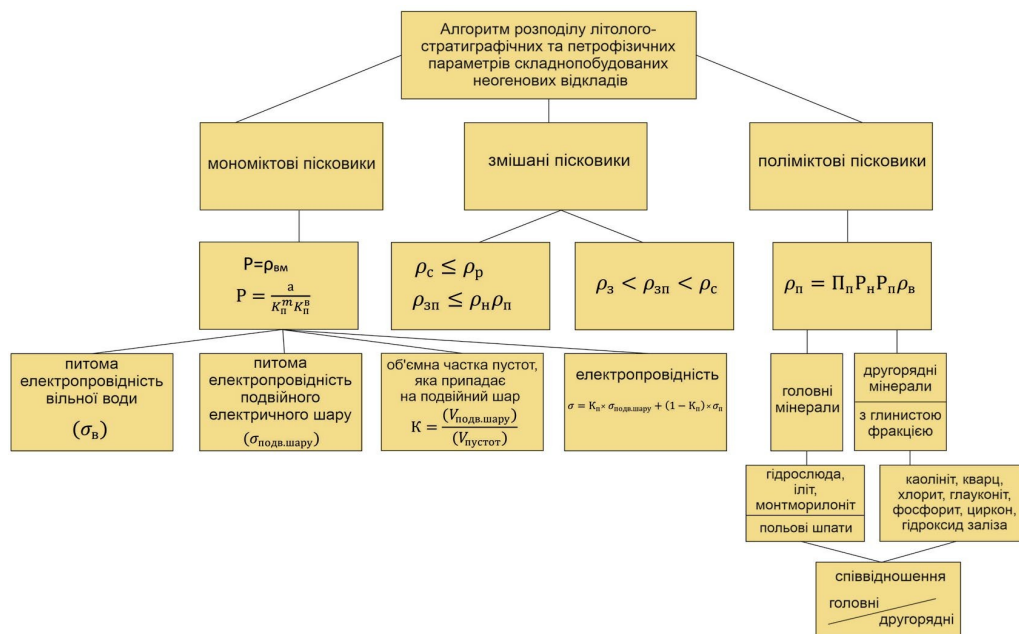 Алгоритм розподілу літолого-
стратиграфічних та петрофізичних
параметрів складнопобудованих
неогенових відкладів
мономіктові пісковики
змішані пісковики
поліміктові пісковики
P=ρвм
P = a / (Kпᵐ Kпᵛ)
ρс ≤ ρр
ρзп ≤ ρнρп
ρз < ρзп < ρс
ρп = ПпPнPпρв
питома
електропровідність
вільної води
(σв)
питома
електропровідність
подвійного
електричного шару
(σподв.шару)
об'ємна частка пустот,
яка припадає
на подвійний шар
К = (Vподв.шару) / (Vпустот)
електропровідність
σ = Кп × σподв.шару + (1 − Кп) × σп
головні
мінерали
другорядні
мінерали
з глинистою
фракцією
гідрослюда,
іліт,
монтморилоніт
польові шпати
каолініт, кварц,
хлорит, глауконіт,
фосфорит, циркон,
гідроксид заліза
співвідношення
головні
другорядні